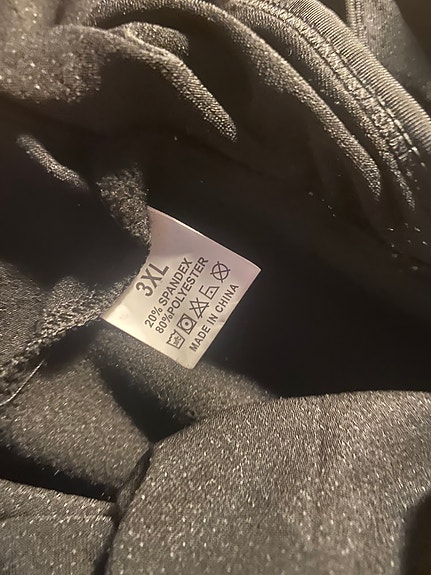 3XL
20% SPANDEX
80%POLYESTER
MADE IN CHINA